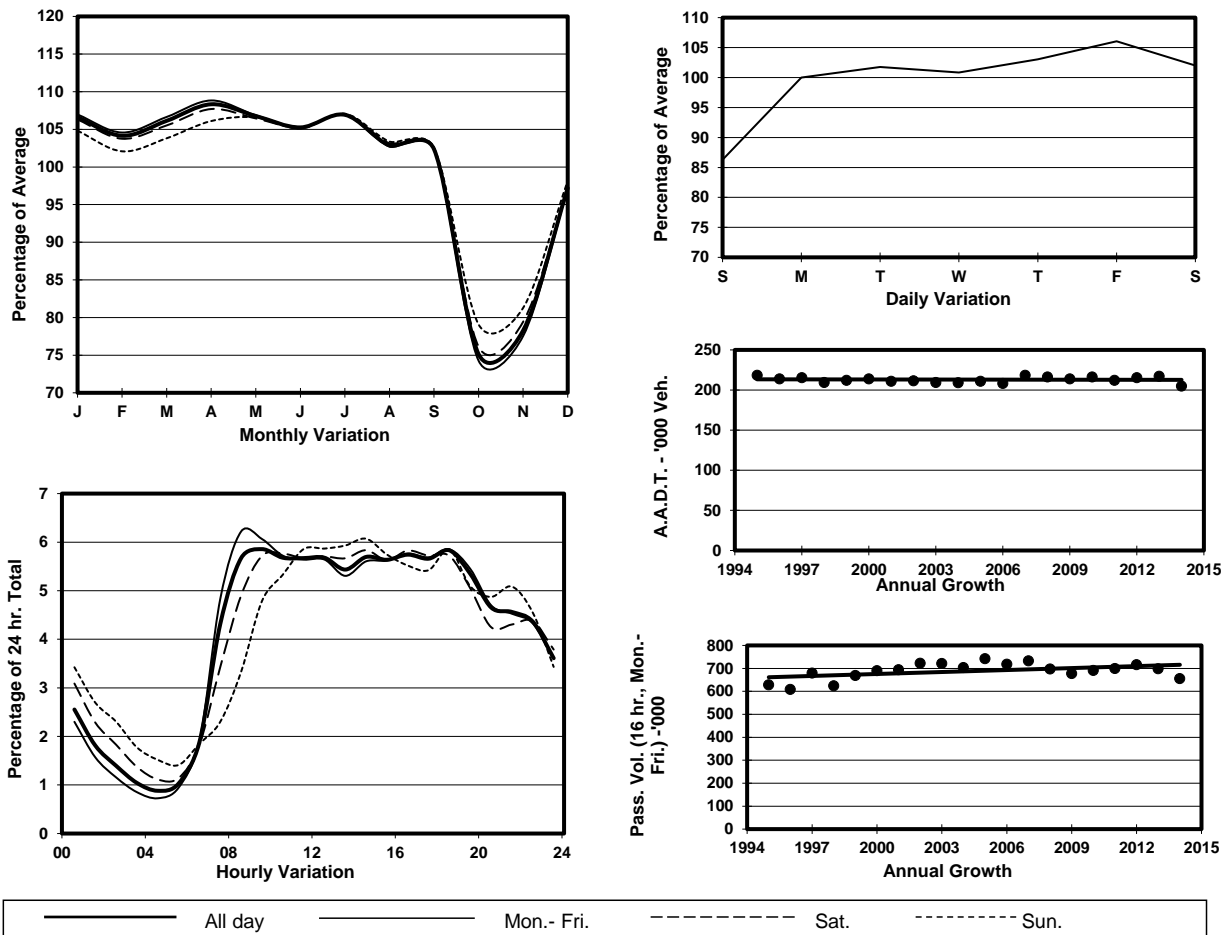 120
115
110
105
100
95
90
85
80
75
70
Percentage of Average
J F M A M J J A S O N D
Monthly Variation
110
105
100
95
90
85
80
75
70
Percentage of Average
S M T W T F S
Daily Variation
250
200
150
100
50
0
A.A.D.T. - '000 Veh.
1994 1997 2000 2003 2006 2009 2012 2015
Annual Growth
7
6
5
4
3
2
1
0
Percentage of 24 hr. Total
00 04 08 12 16 20 24
Hourly Variation
800
700
600
500
400
300
200
100
0
Pass. Vol. (16 hr., Mon.-
Fri.) -'000
1994 1997 2000 2003 2006 2009 2012 2015
Annual Growth
All day Mon.- Fri. Sat. Sun.